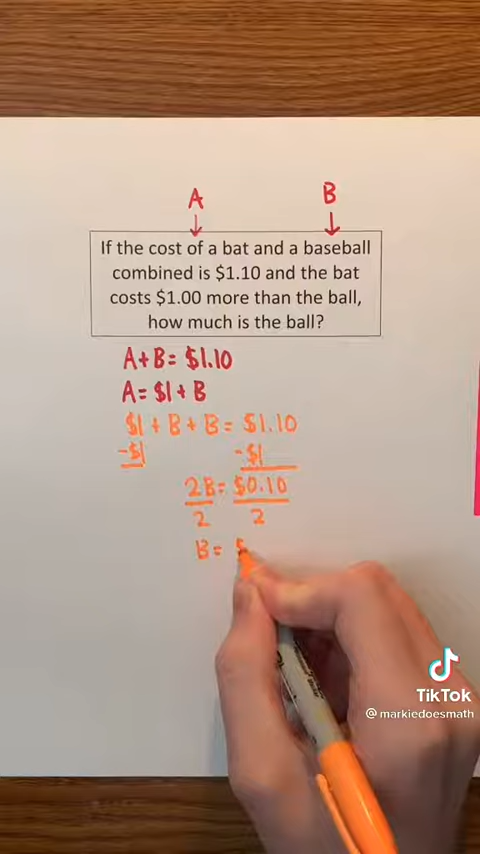 A B
If the cost of a bat and a baseball
combined is $1.10 and the bat
costs $1.00 more than the ball,
how much is the ball?
A+B=$1.10
A=$1+B
$1+B+B=$1.10
-$1 -$1
2B=$0.10
2 2
B= $
TikTok
@markiedoesmath